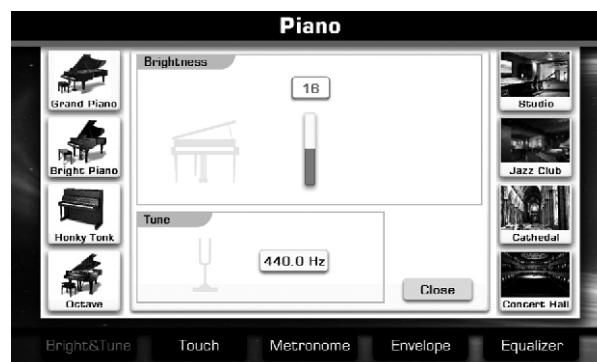 Piano
Brightness
16
Grand Piano
Studio
Bright Piano
Jazz Club
Tune
Honky Tonk
Cathedal
440.0 Hz
Close
Octave
Concert Hall
Bright&Tune Touch Metronome Envelope Equalizer